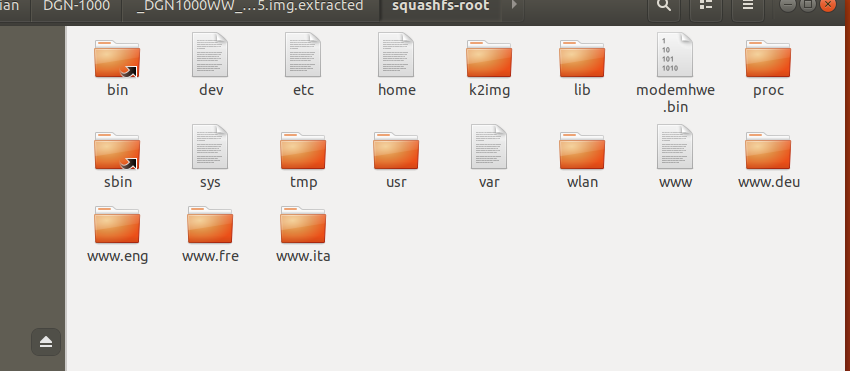 ian DGN-1000 _DGN1000WW_...5.img.extracted squashfs-root
bin dev etc home k2img lib modemhwe proc
.bin
1
10
101
1010
sbin sys tmp usr var wlan www www.deu
www.eng www.fre www.ita